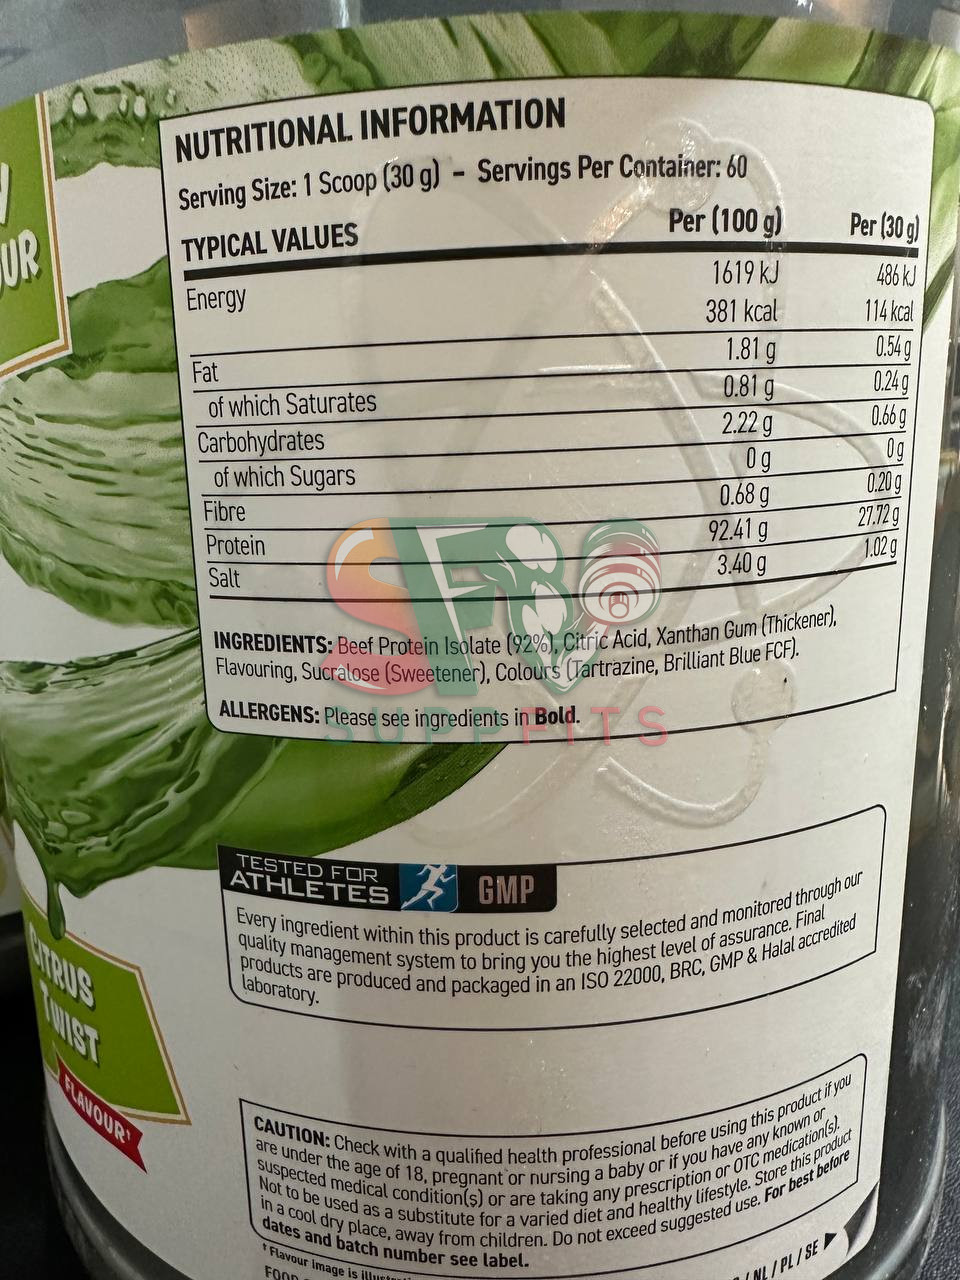 OUR
NUTRITIONAL INFORMATION
Serving Size: 1 Scoop (30 g) - Servings Per Container: 60
TYPICAL VALUES Per (100 g) Per (30 g)
Energy 1619 kJ 486 kJ
381 kcal 114 kcal
Fat 1.81 g 0.54 g
of which Saturates 0.81 g 0.24 g
Carbohydrates 2.22 g 0.66 g
of which Sugars 0 g 0 g
Fibre 0.68 g 0.20 g
Protein 92.41 g 27.72 g
Salt 3.40 g 1.02 g
INGREDIENTS: Beef Protein Isolate (92%), Citric Acid, Xanthan Gum (Thickener),
Flavouring, Sucralose (Sweetener), Colours (Tartrazine, Brilliant Blue FCF).
ALLERGENS: Please see ingredients in Bold.
SF
SUPPFITS
TESTED FOR
ATHLETES GMP
Every ingredient within this product is carefully selected and monitored through our
quality management system to bring you the highest level of assurance. Final
products are produced and packaged in an ISO 22000, BRC, GMP & Halal accredited
laboratory.
CITRUS
TWIST
FLAVOUR†
CAUTION: Check with a qualified health professional before using this product if you
are under the age of 18, pregnant or nursing a baby or if you have any known or
suspected medical condition(s) or are taking any prescription or OTC medication(s).
Not to be used as a substitute for a varied diet and healthy lifestyle. Store this product
in a cool dry place, away from children. Do not exceed suggested use. For best before
dates and batch number see label.
† Flavour image is
/ NL / PL / SE